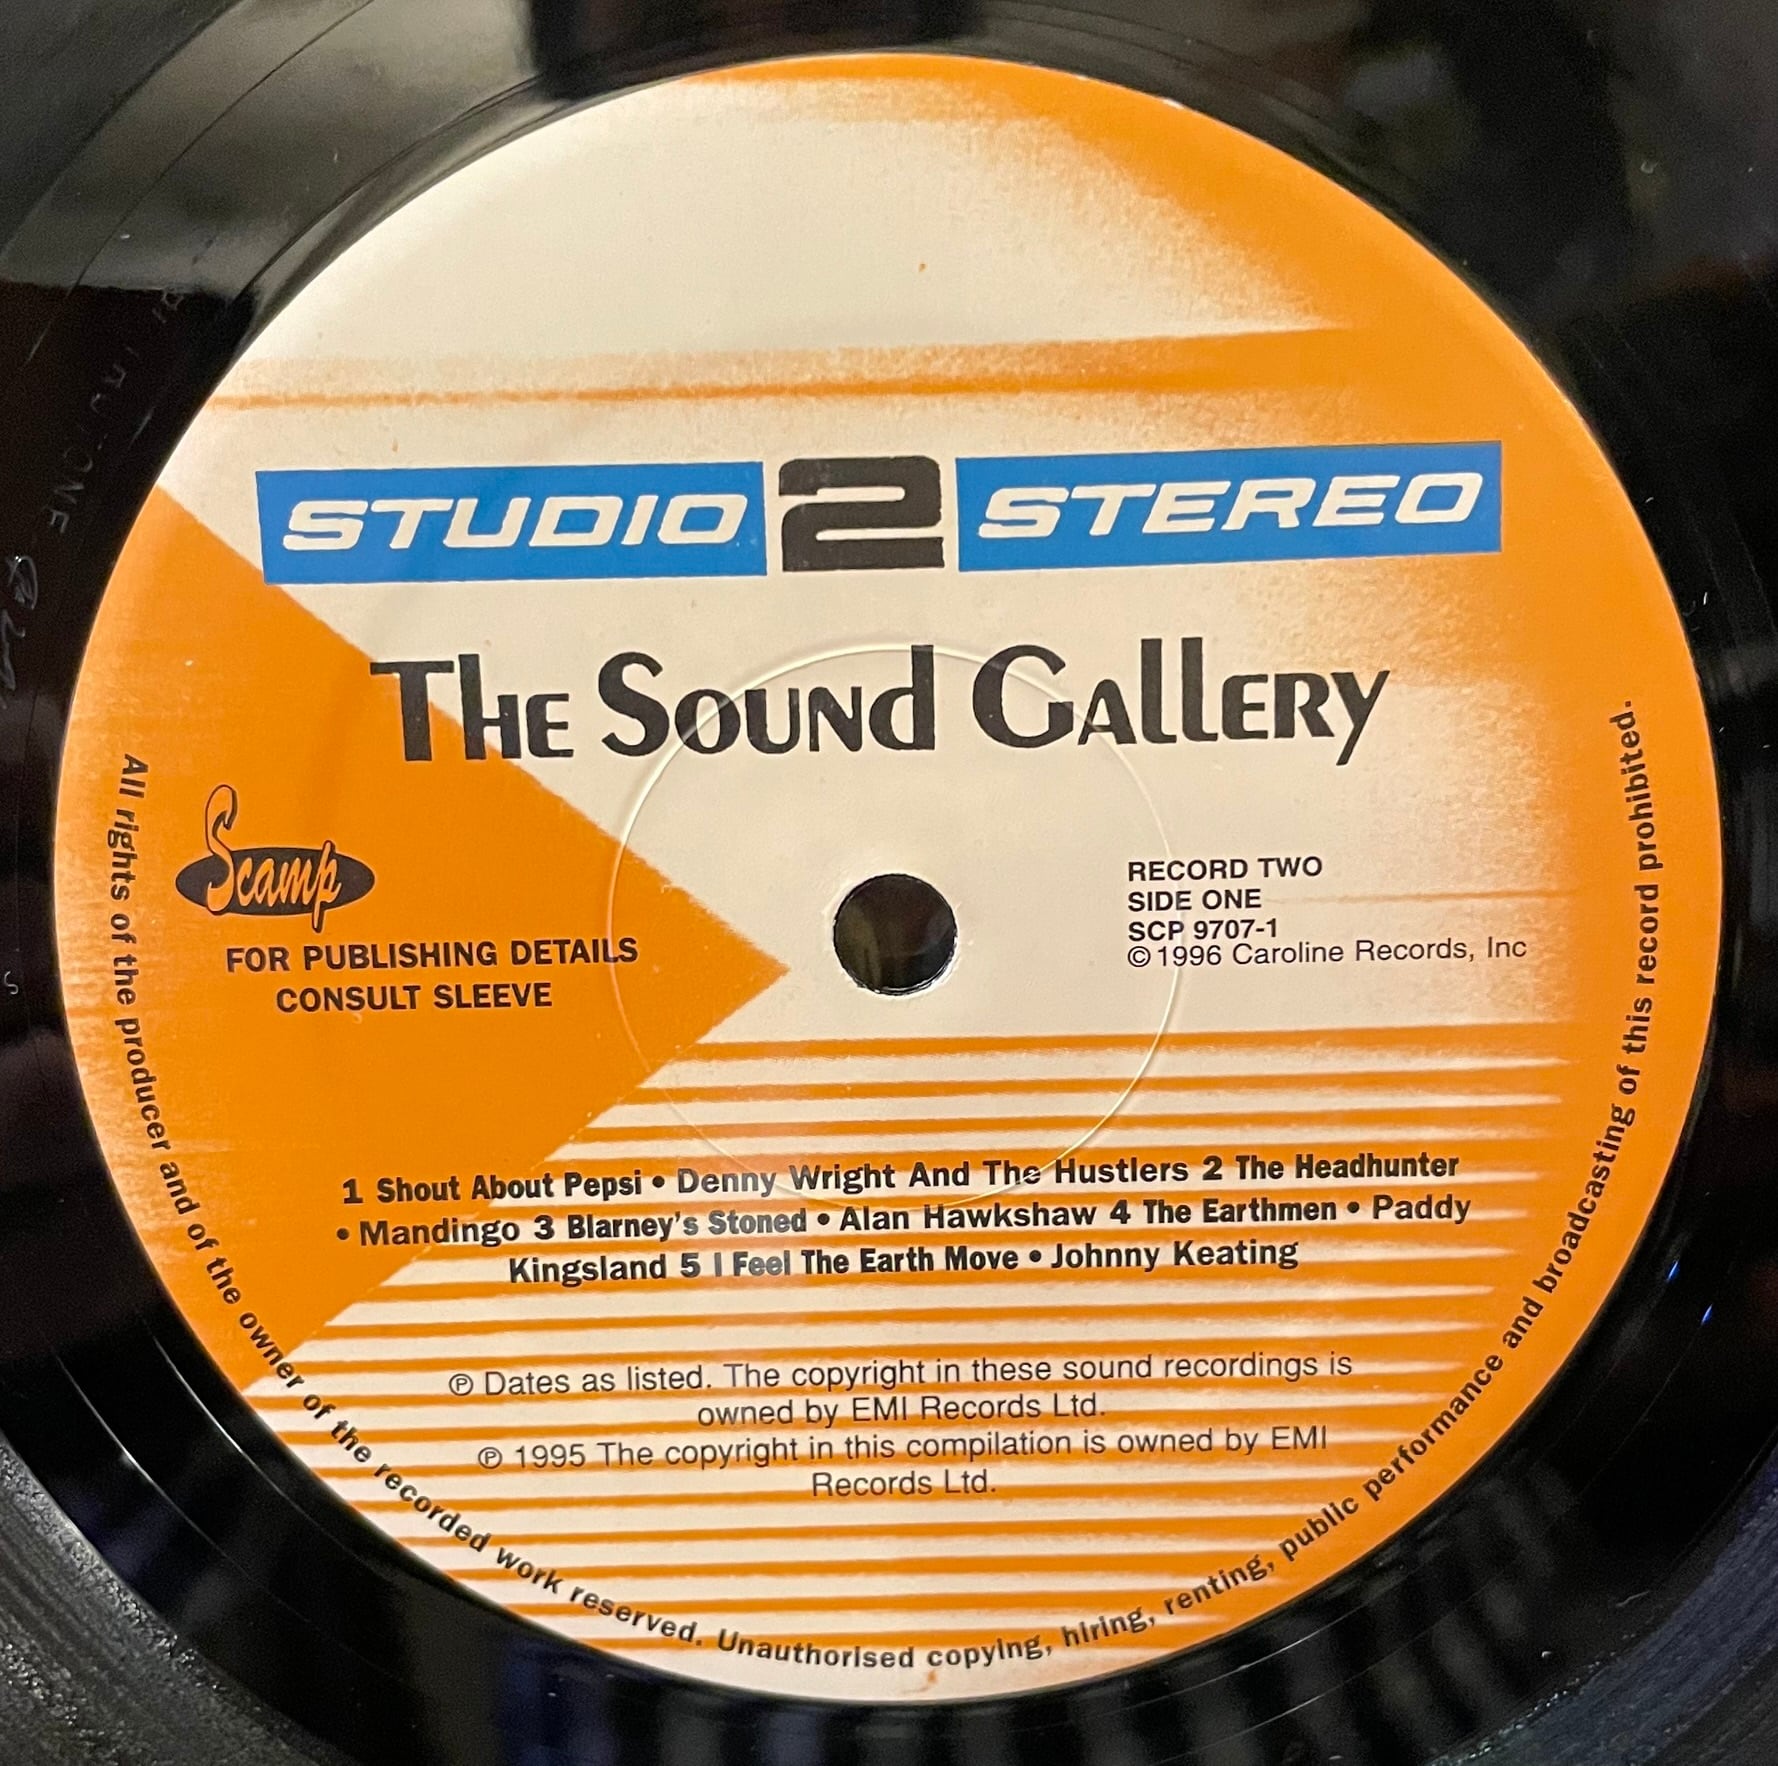 STUDIO 2 STEREO
The Sound Gallery
Scamp
FOR PUBLISHING DETAILS
CONSULT SLEEVE
RECORD TWO
SIDE ONE
SCP 9707-1
©1996 Caroline Records, Inc
1 Shout About Pepsi • Denny Wright And The Hustlers 2 The Headhunter
• Mandingo 3 Blarney's Stoned • Alan Hawkshaw 4 The Earthmen • Paddy
Kingsland 5 I Feel The Earth Move • Johnny Keating
℗ Dates as listed. The copyright in these sound recordings is
owned by EMI Records Ltd.
℗ 1995 The copyright in this compilation is owned by EMI
Records Ltd.
All rights of the producer and of the owner of the recorded work reserved. Unauthorised copying, hiring, renting, public performance and broadcasting of this record prohibited.